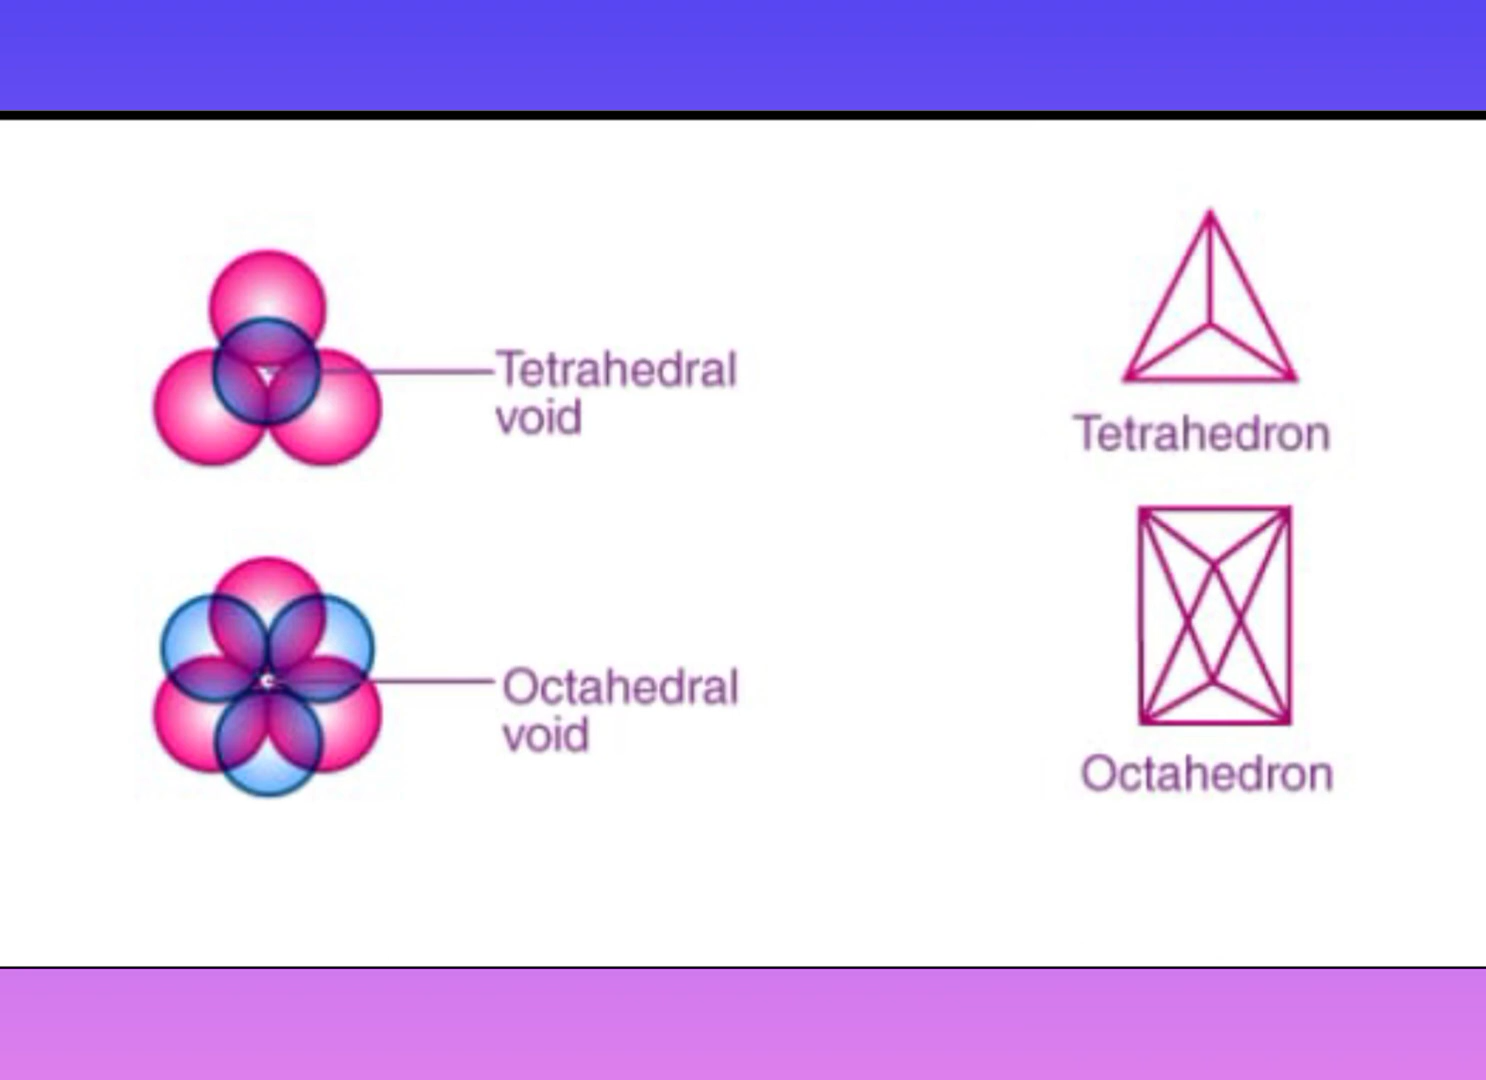 Tetrahedral
void
Tetrahedron
Octahedral
void
Octahedron